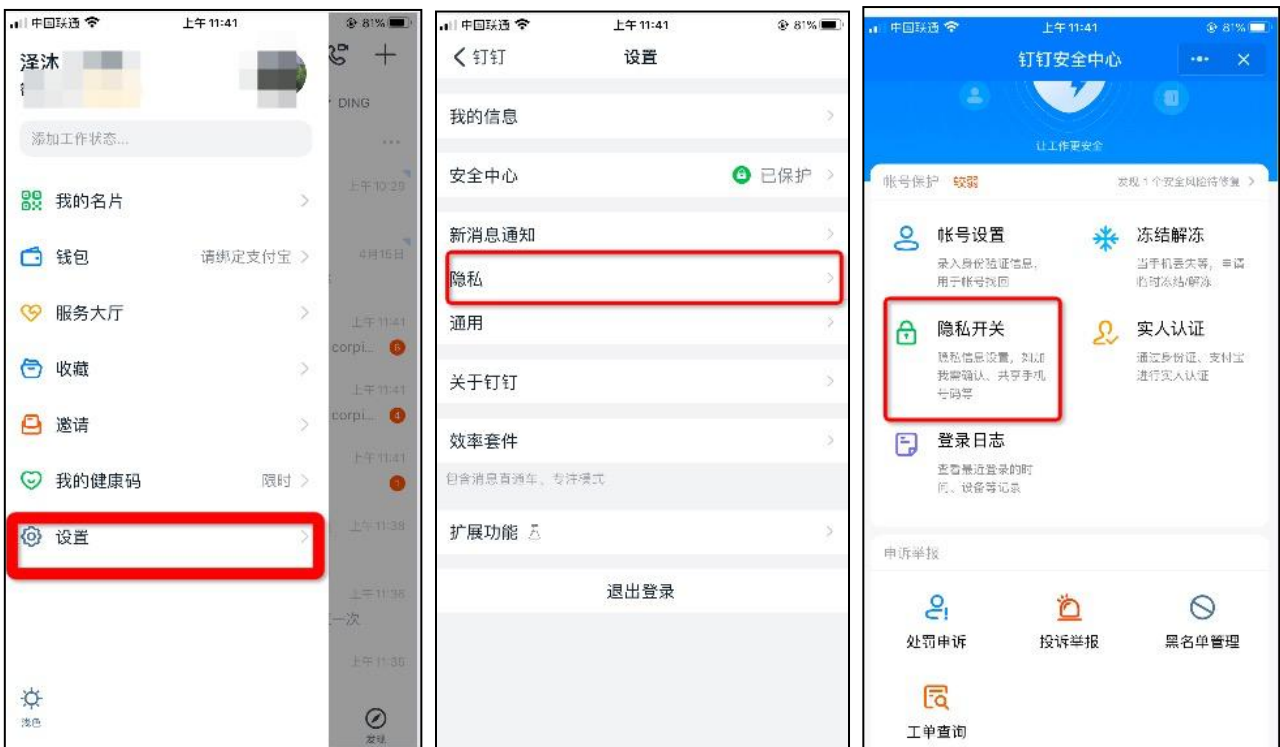 中国联通
上午11:41
81%
泽沐
添加工作状态...
我的名片
钱包
请绑定支付宝
服务大厅
收藏
邀请
我的健康码
限时
设置
浅色
DING
上午10:29
4月15日
上午11:41
corpi...
6
上午11:41
corpi...
4
上午11:41
上午11:38
上午11:36
一次
上午11:35
发现
中国联通
上午11:41
81%
钉钉
设置
我的信息
安全中心
已保护
新消息通知
隐私
通用
关于钉钉
效率套件
包含消息直通车、专注模式
扩展功能
退出登录
中国联通
上午11:41
81%
钉钉安全中心
让工作更安全
帐号保护 较弱
发现1个安全风险待修复
帐号设置
录入身份验证信息,
用于帐号找回
冻结解冻
当手机丢失等,申请
临时冻结/解冻
隐私开关
隐私信息设置,如加
我需确认、共享手机
号码等
实人认证
通过身份证、支付宝
进行实人认证
登录日志
查看最近登录的时
间、设备等记录
申诉举报
处罚申诉
投诉举报
黑名单管理
工单查询